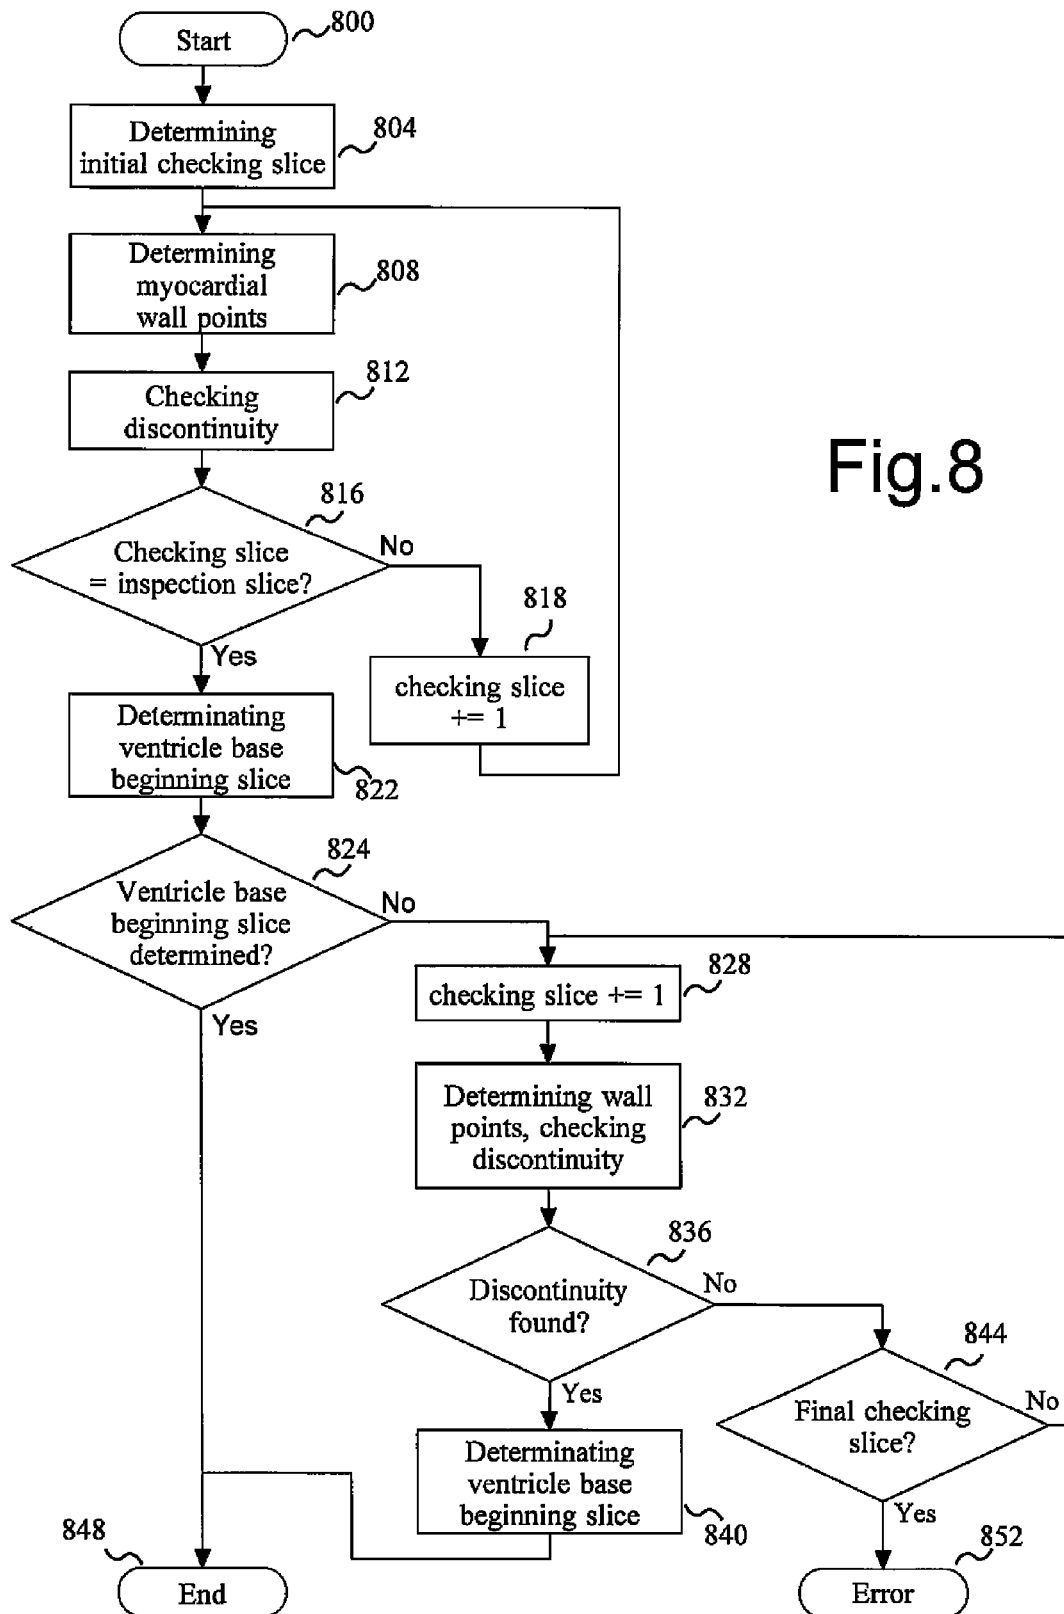 Start
800
Determining
initial checking slice
804
Determining
myocardial
wall points
808
Checking
discontinuity
812
Fig.8
Checking slice
= inspection slice?
816
No
Yes
818
checking slice
+= 1
Determinating
ventricle base
beginning slice
822
Ventricle base
beginning slice
determined?
824
No
Yes
checking slice += 1
828
Determining wall
points, checking
discontinuity
832
Discontinuity
found?
836
No
Yes
Final checking
slice?
844
No
Yes
Determinating
ventricle base
beginning slice
840
848
End
Error
852